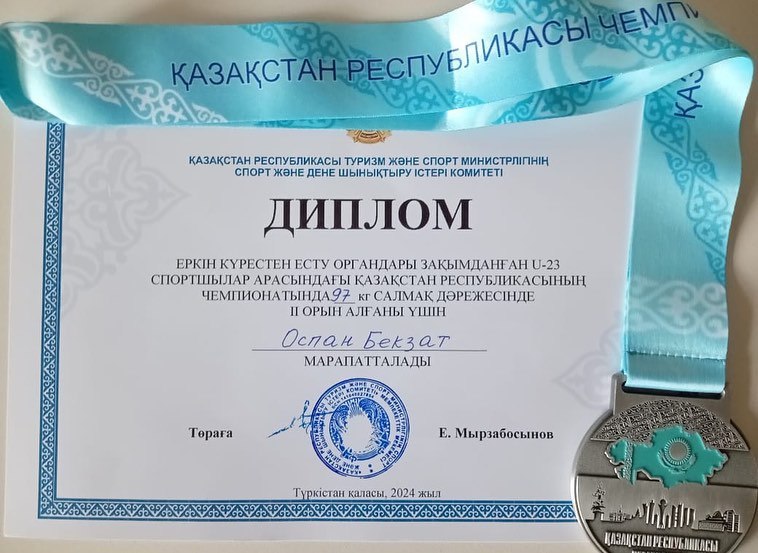 ҚАЗАҚСТАН РЕСПУБЛИКАСЫ ЧЕМПИ
ҚАЗ
ҚАЗАҚСТАН РЕСПУБЛИКАСЫ ТУРИЗМ ЖӘНЕ СПОРТ МИНИСТРЛІГІНІҢ
СПОРТ ЖӘНЕ ДЕНЕ ШЫНЫҚТЫРУ ІСТЕРІ КОМИТЕТІ
ДИПЛОМ
ЕРКІН КҮРЕСТЕН ЕСТУ ОРГАНДАРЫ ЗАҚЫМДАНҒАН U-23
СПОРТШЫЛАР АРАСЫНДАҒЫ ҚАЗАҚСТАН РЕСПУБЛИКАСЫНЫҢ
ЧЕМПИОНАТЫНДА 97 кг САЛМАҚ ДӘРЕЖЕСІНДЕ
II ОРЫН АЛҒАНЫ ҮШІН
Оспан Бекзат
МАРАПАТТАЛАДЫ
Төраға
Е. Мырзабосынов
Түркістан қаласы, 2024 жыл
ҚАЗАҚСТАН РЕСПУБЛИКАСЫ